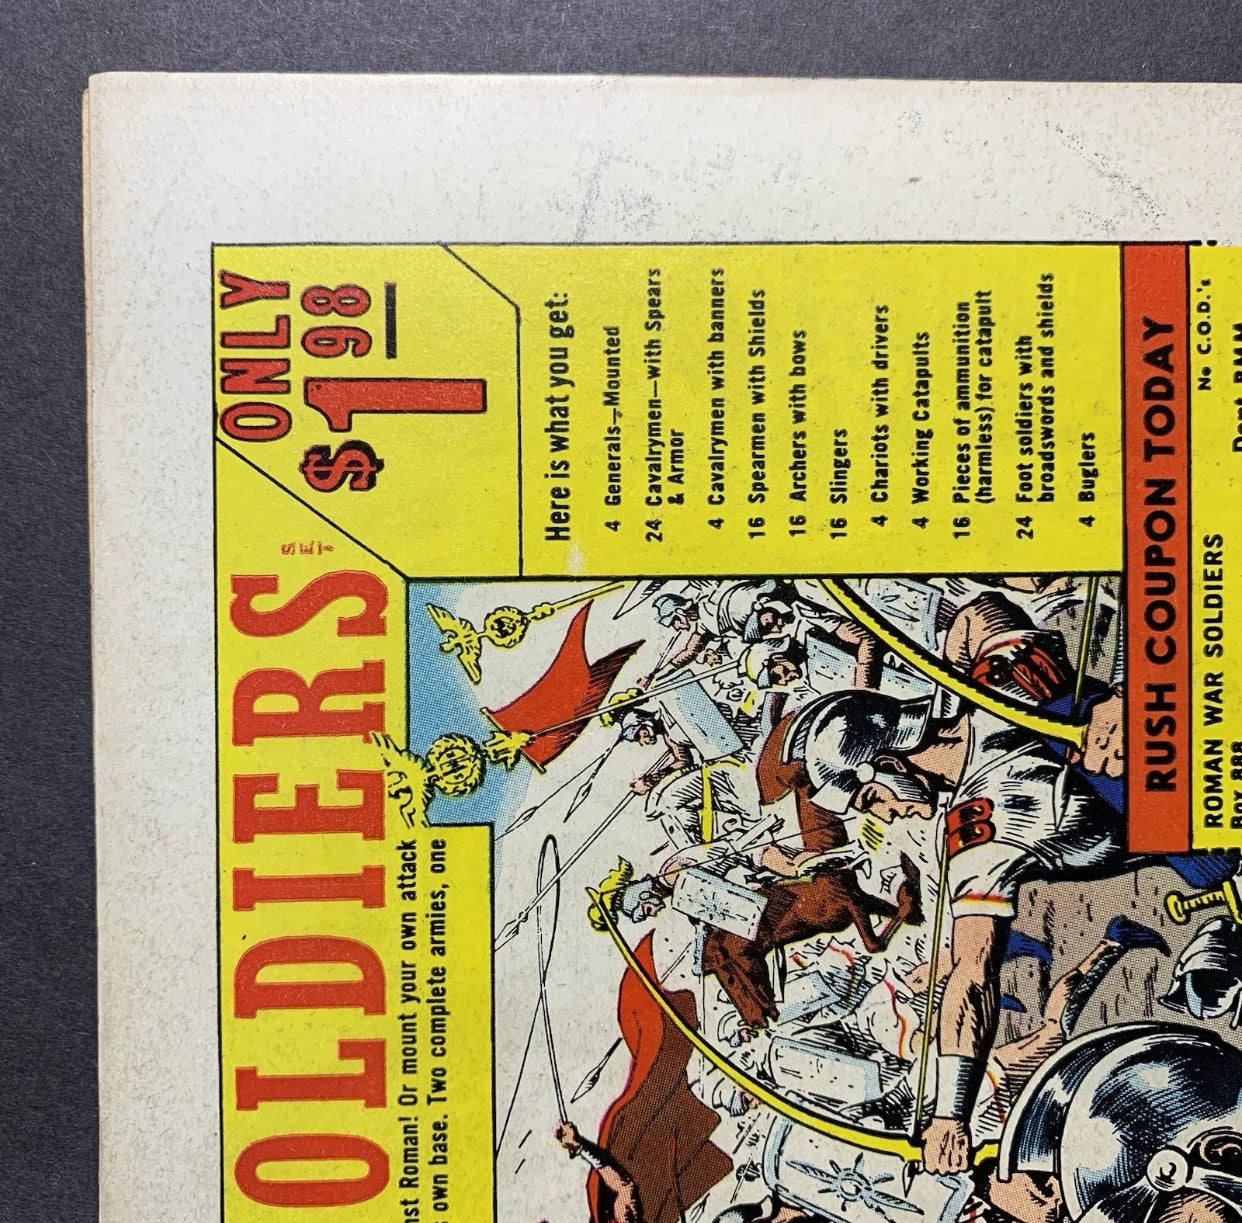 OLDIERS
SET
ONLY
$1 98
nst Roman! Or mount your own attack
own base. Two complete armies, one
Here is what you get:
4 Generals—Mounted
24 Cavalrymen—with Spears
& Armor
4 Cavalrymen with banners
16 Spearmen with Shields
16 Archers with bows
16 Slingers
4 Chariots with drivers
4 Working Catapults
16 Pieces of ammunition
(harmless) for catapult
24 Foot soldiers with
broadswords and shields
4 Buglers
RUSH COUPON TODAY
No C.O.D.'s
ROMAN WAR SOLDIERS